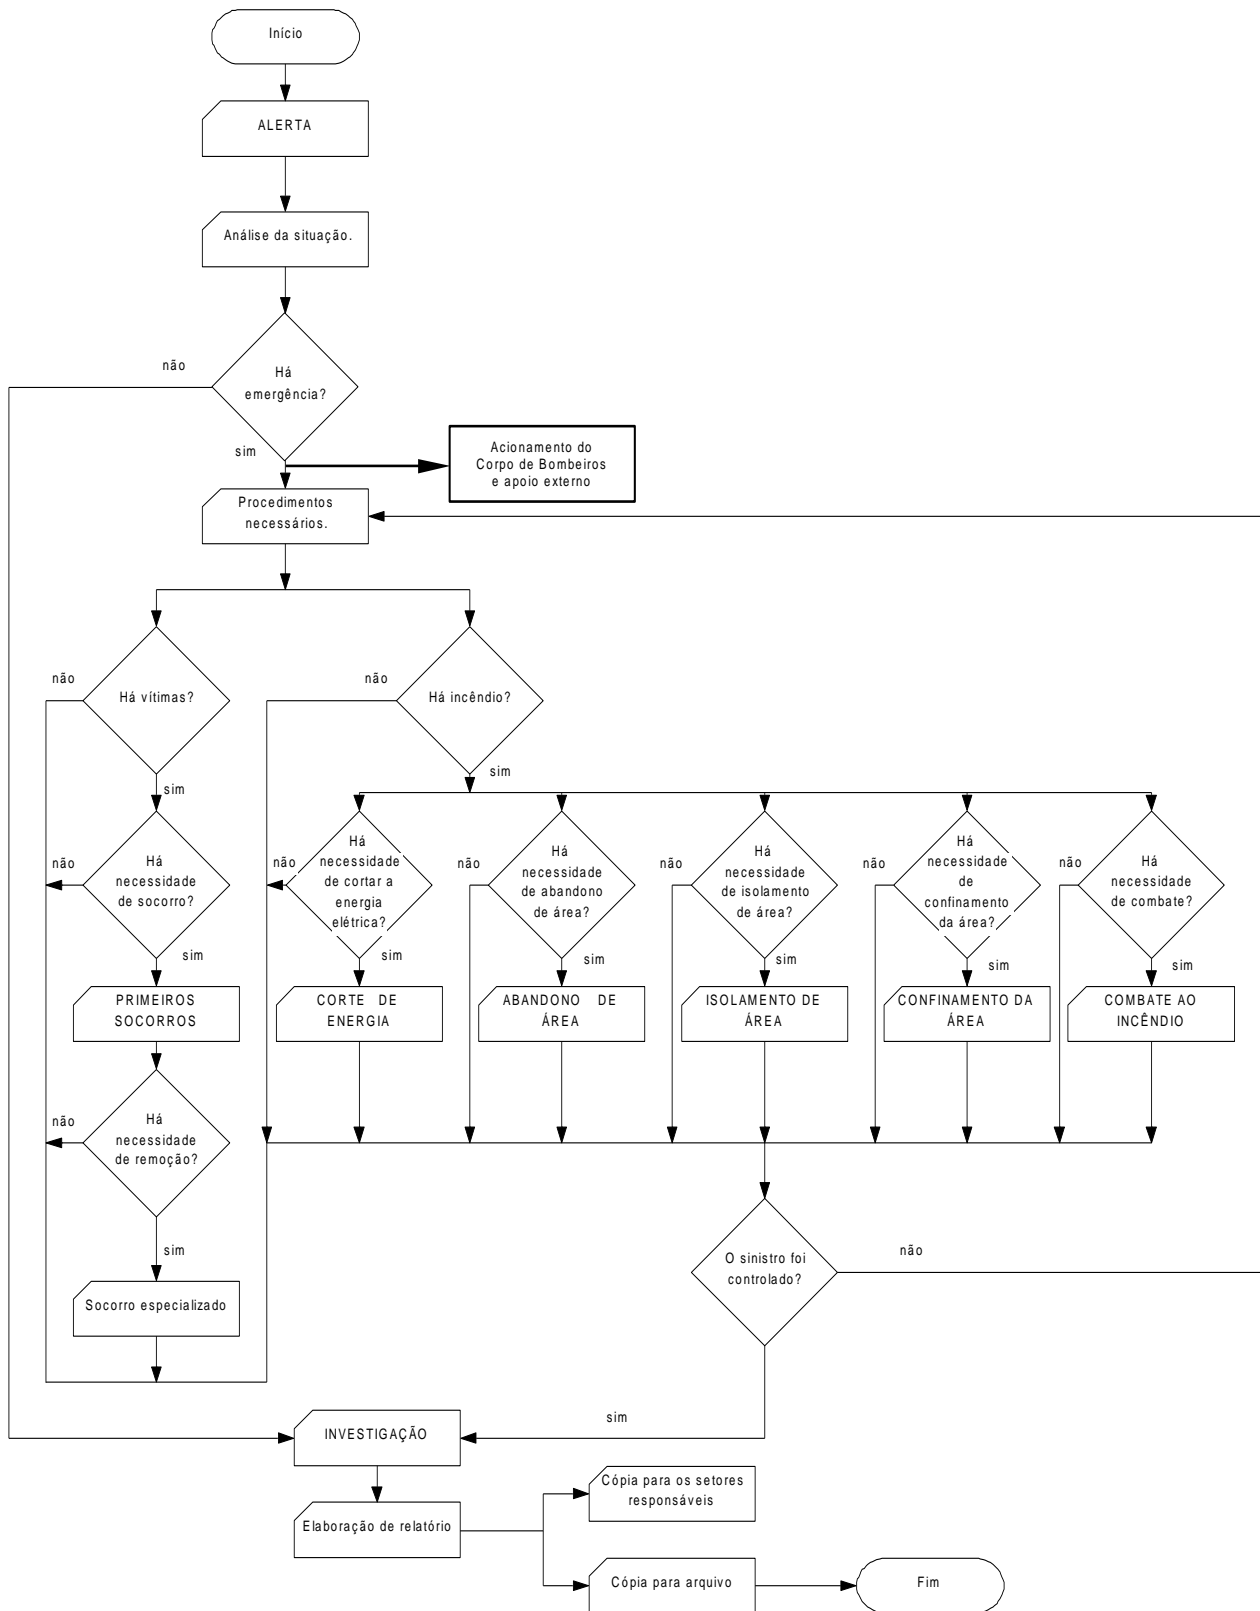 Início
ALERTA
Análise da situação.
não
Há
emergência?
sim
Acionamento do
Corpo de Bombeiros
e apoio externo
Procedimentos
necessários.
não
Há vítimas?
sim
não
Há incêndio?
sim
não
Há
necessidade
de socorro?
sim
não
Há
necessidade
de cortar a
energia
elétrica?
sim
não
Há
necessidade
de abandono
de área?
sim
não
Há
necessidade
de isolamento
de área?
sim
não
Há
necessidade
de
confinamento
da área?
sim
não
Há
necessidade
de combate?
sim
PRIMEIROS
SOCORROS
CORTE DE
ENERGIA
ABANDONO DE
ÁREA
ISOLAMENTO DE
ÁREA
CONFINAMENTO DA
ÁREA
COMBATE AO
INCÊNDIO
não
Há
necessidade
de remoção?
sim
Socorro especializado
O sinistro foi
controlado?
não
sim
INVESTIGAÇÃO
Elaboração de relatório
Cópia para os setores
responsáveis
Cópia para arquivo
Fim